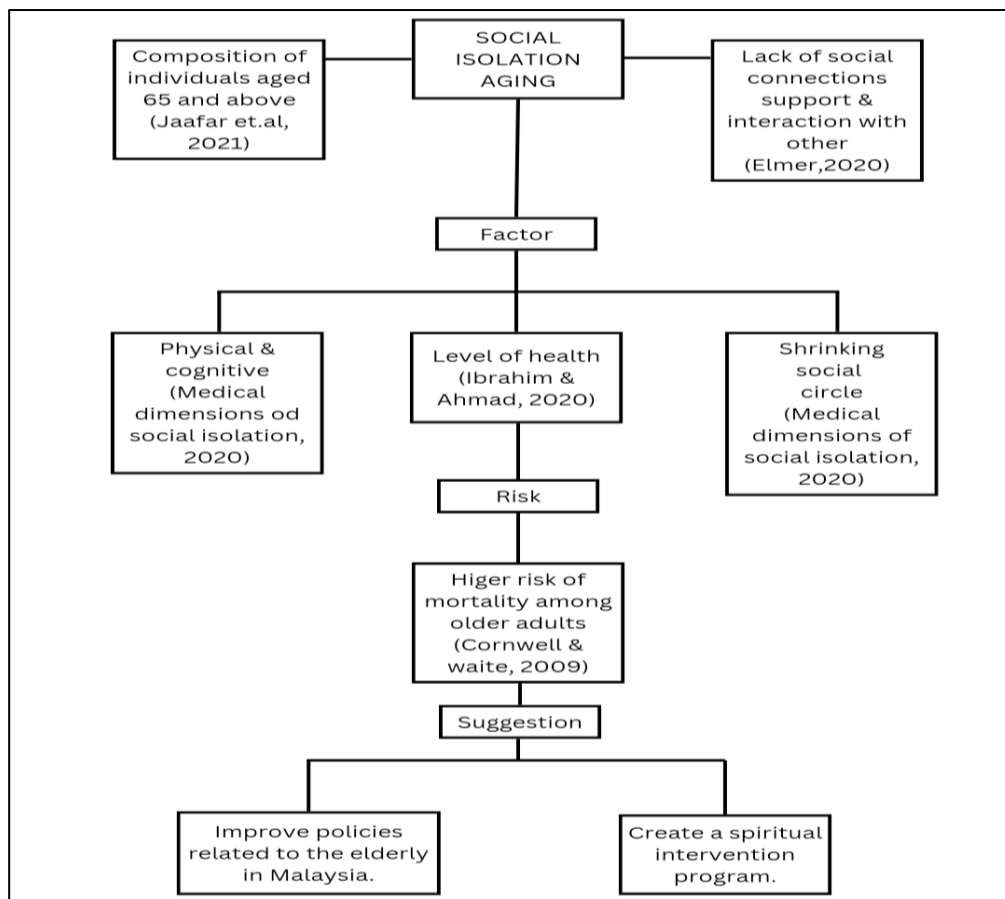 Composition of
individuals aged
65 and above
(Jaafar et.al,
2021)
SOCIAL
ISOLATION
AGING
Lack of social
connections
support &
interaction with
other
(Elmer,2020)
Factor
Physical &
cognitive
(Medical
dimensions od
social isolation,
2020)
Level of health
(Ibrahim &
Ahmad, 2020)
Shrinking
social
circle
(Medical
dimensions of
social isolation,
2020)
Risk
Higer risk of
mortality among
older adults
(Cornwell &
waite, 2009)
Suggestion
Improve policies
related to the elderly
in Malaysia.
Create a spiritual
intervention
program.